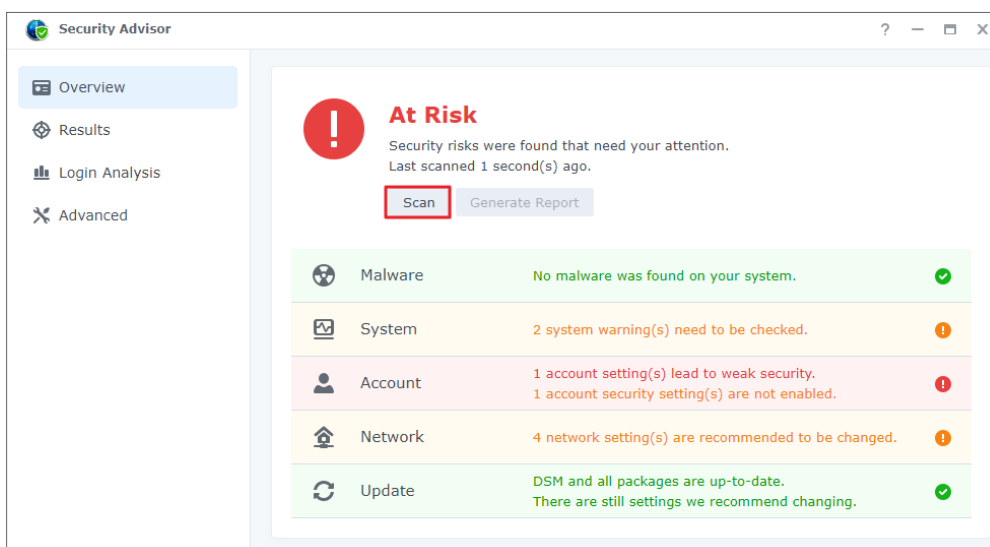 Security Advisor
?
Overview
Results
Login Analysis
Advanced
At Risk
Security risks were found that need your attention.
Last scanned 1 second(s) ago.
Scan Generate Report
Malware No malware was found on your system.
System 2 system warning(s) need to be checked.
Account 1 account setting(s) lead to weak security.
1 account security setting(s) are not enabled.
Network 4 network setting(s) are recommended to be changed.
Update DSM and all packages are up-to-date.
There are still settings we recommend changing.